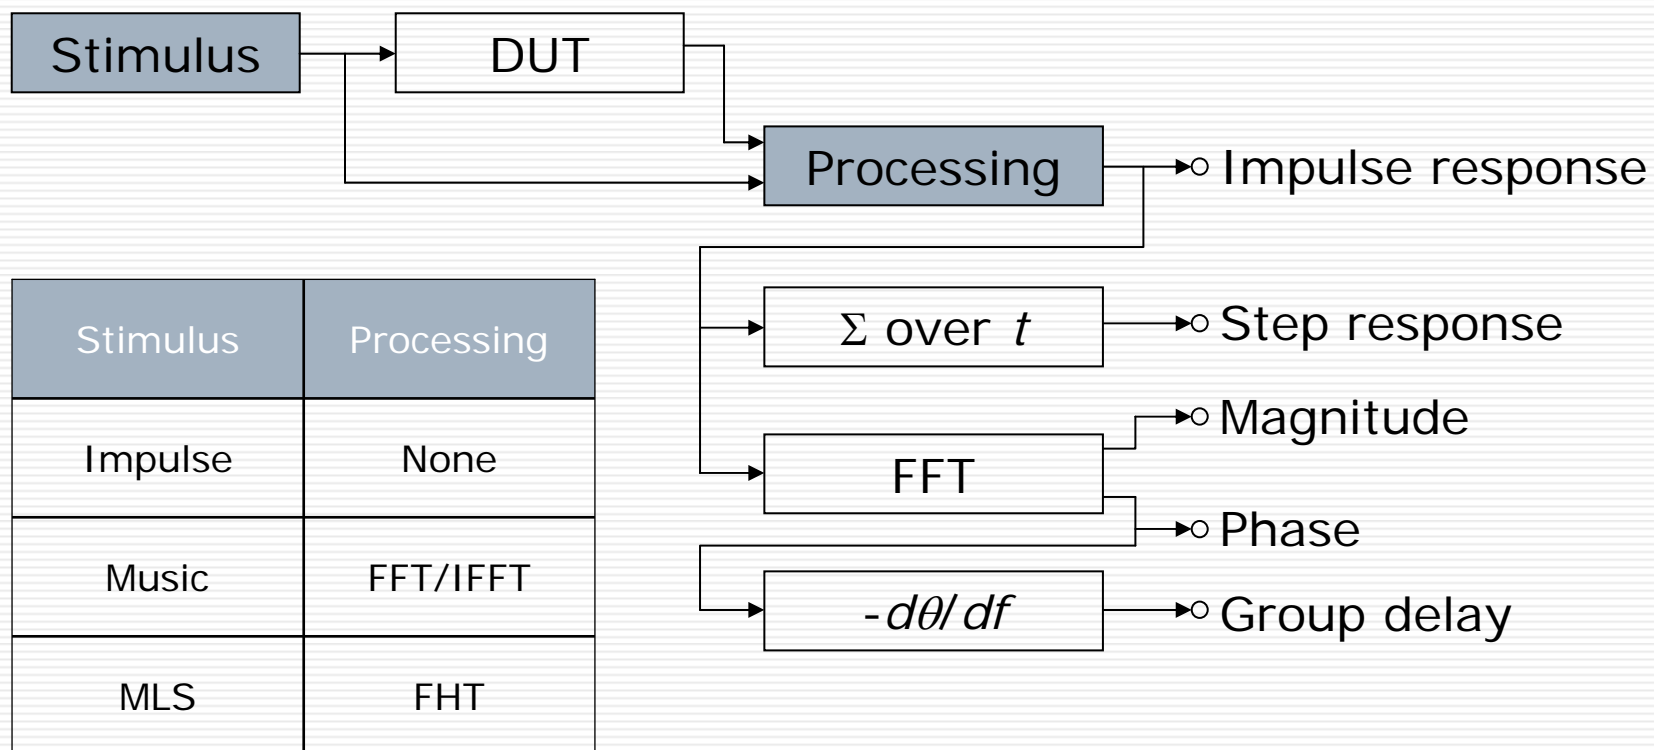 Stimulus
DUT
Processing
Impulse response
Σ over t
Step response
FFT
Magnitude
Phase
-dθ/df
Group delay
Stimulus Processing
Impulse None
Music FFT/IFFT
MLS FHT